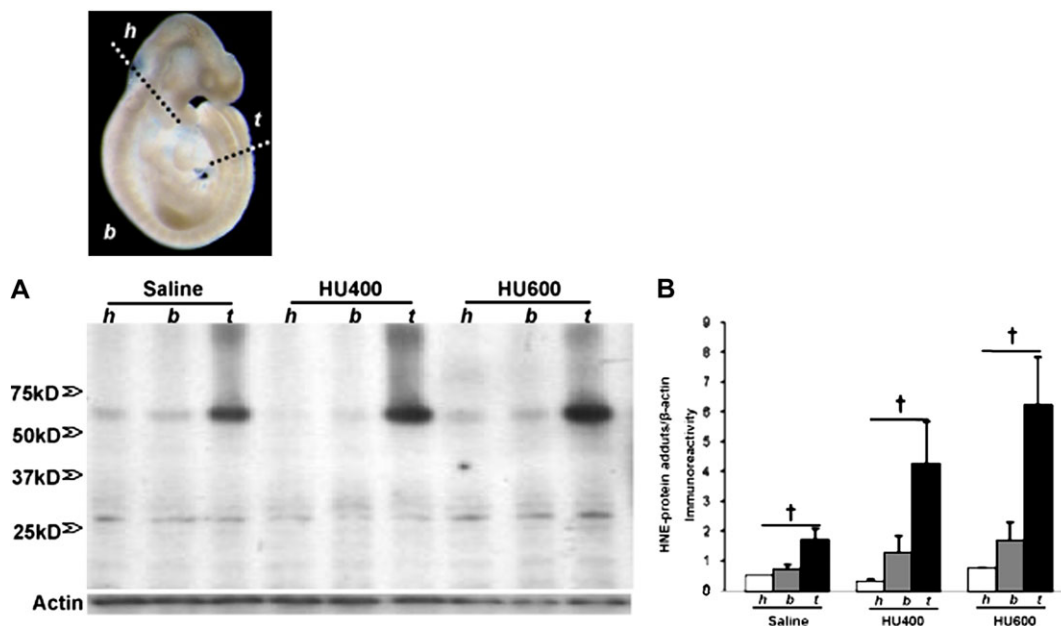 h
t
b
A
Saline HU400 HU600
h b t h b t h b t
75kD
50kD
37kD
25kD
Actin
B
HNE-protein adduts/β-actin
Immunoreactivity
9
8
7
6
5
4
3
2
1
0
† † †
h b t h b t h b t
Saline HU400 HU600